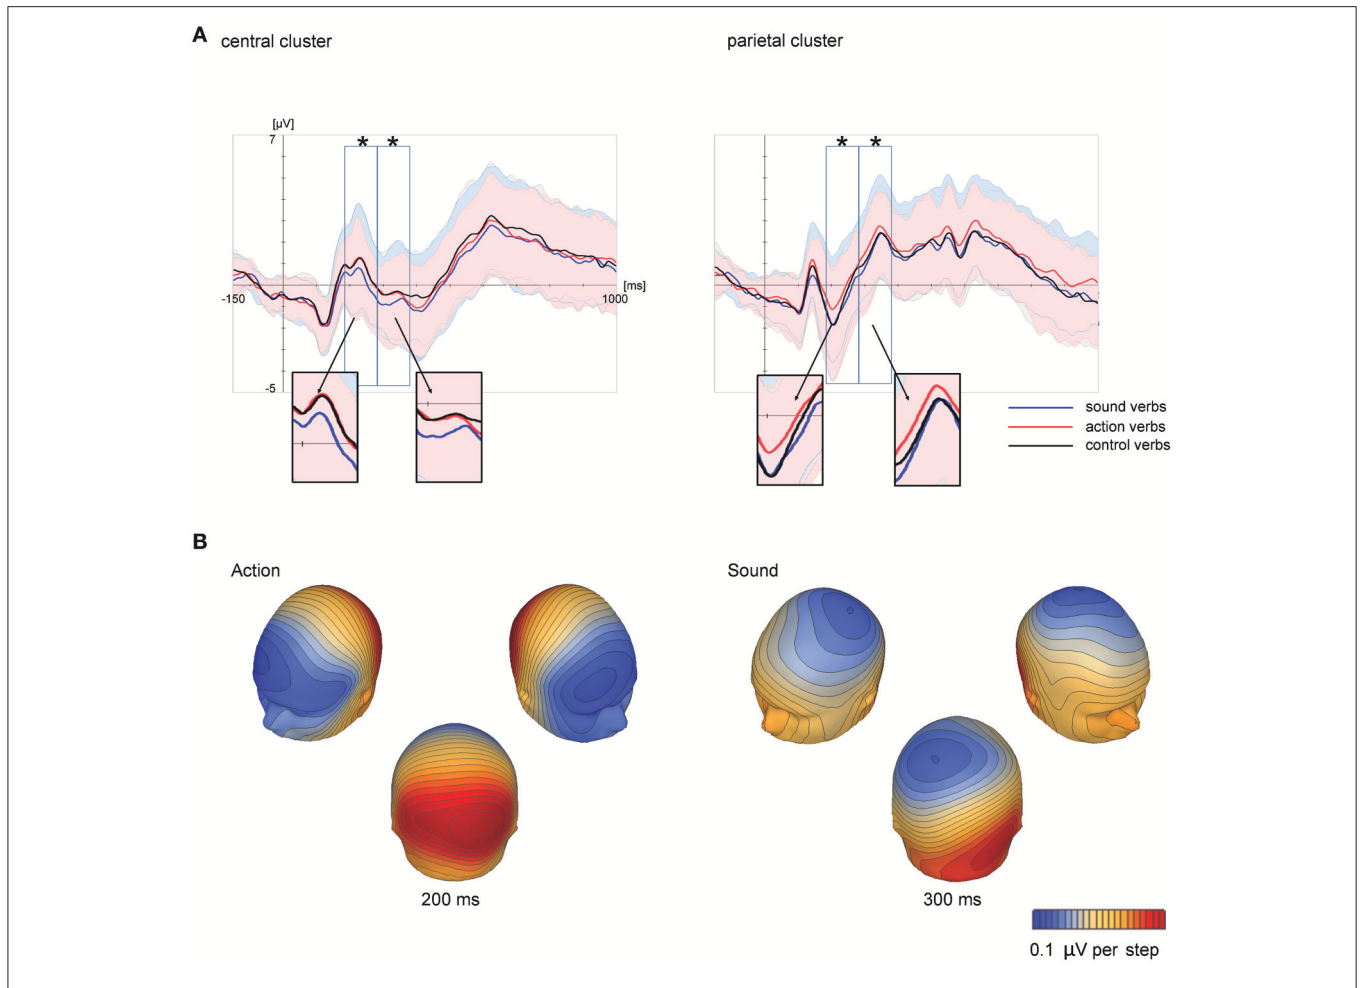 A
central cluster
parietal cluster
[µV]
7
* *
* *
[ms]
-150
1000
-5
sound verbs
action verbs
control verbs
B
Action
Sound
200 ms
300 ms
0.1 µV per step